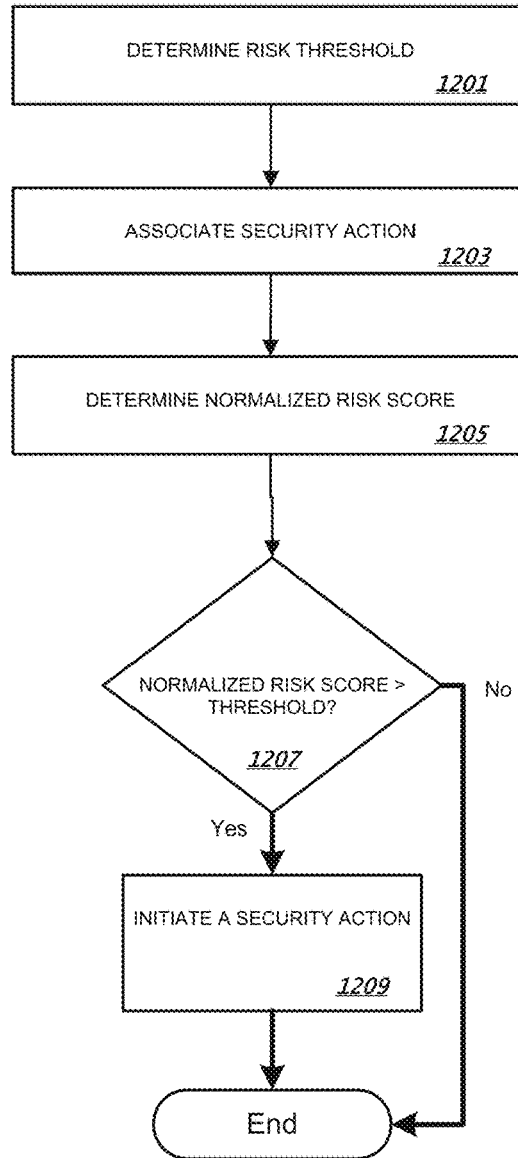 DETERMINE RISK THRESHOLD
1201
ASSOCIATE SECURITY ACTION
1203
DETERMINE NORMALIZED RISK SCORE
1205
NORMALIZED RISK SCORE >
THRESHOLD?
No
1207
Yes
INITIATE A SECURITY ACTION
1209
End